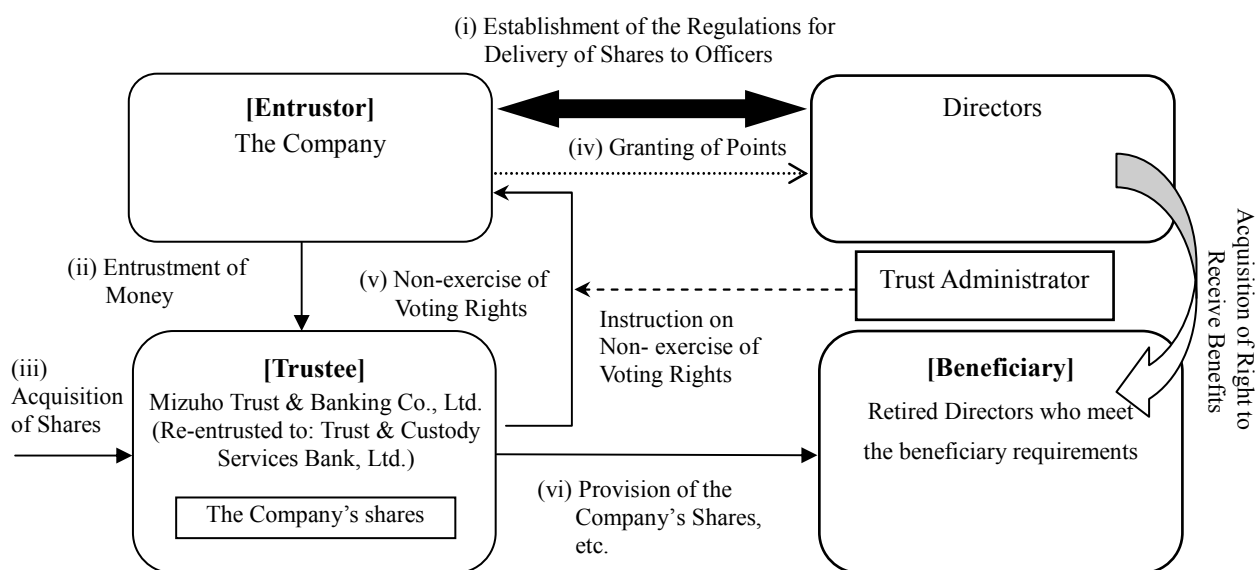 (i) Establishment of the Regulations for
Delivery of Shares to Officers
[Entrustor]
The Company
Directors
(iv) Granting of Points
(ii) Entrustment of
Money
(v) Non-exercise of
Voting Rights
Trust Administrator
Instruction on
Non- exercise of
Voting Rights
Acquisition of Right to
Receive Benefits
(iii)
Acquisition
of Shares
[Trustee]
Mizuho Trust & Banking Co., Ltd.
(Re-entrusted to: Trust & Custody
Services Bank, Ltd.)
The Company’s shares
[Beneficiary]
Retired Directors who meet
the beneficiary requirements
(vi) Provision of the
Company’s Shares,
etc.